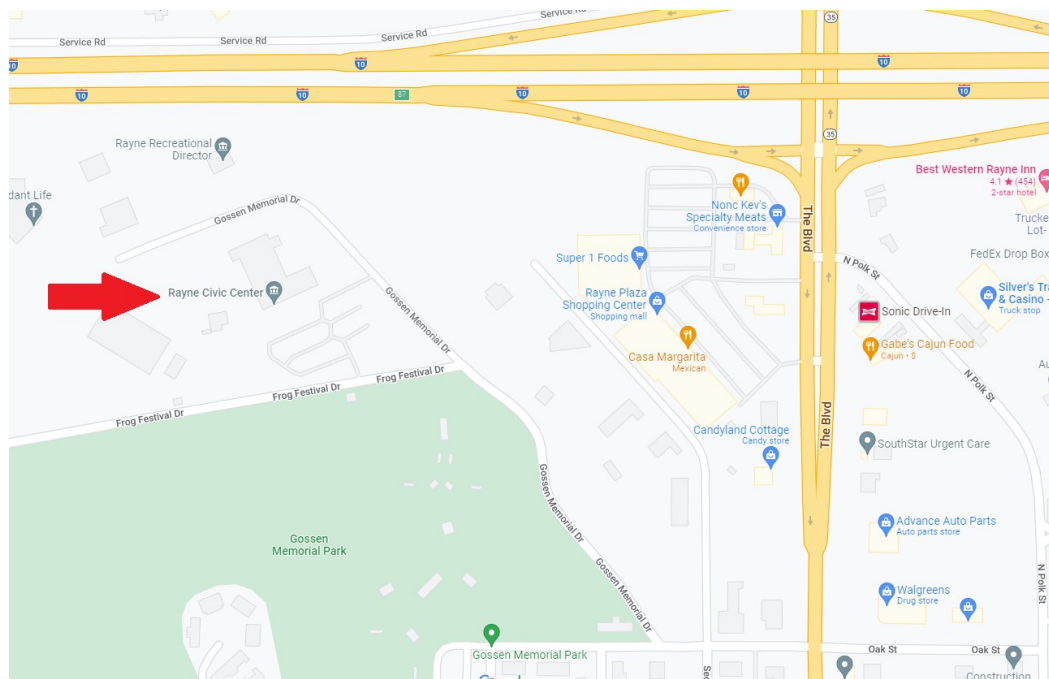 Service Rd
Service Rd
Service Rd
Service Rd
35
10
10
10
10
87
10
10
10
10
35
Rayne Recreational
Director
Best Western Rayne Inn
4.1 ★ (454)
2-star hotel
dant Life
Gossen Memorial Dr
Nonc Kev's
Specialty Meats
Convenience store
The Blvd
Trucke
Lot-
FedEx Drop Box
Super 1 Foods
N Polk St
Rayne Civic Center
Gossen Memorial Dr
Rayne Plaza
Shopping Center
Shopping mall
Silver's Tra
& Casino -
Truck stop
Sonic Drive-In
Casa Margarita
Mexican
Gabe's Cajun Food
Cajun • $
Au
N Polk St
Frog Festival Dr
Frog Festival Dr
Frog Festival Dr
The Blvd
Candyland Cottage
Candy store
SouthStar Urgent Care
Gossen Memorial Dr
Advance Auto Parts
Auto parts store
Gossen
Memorial Park
Gossen Memorial Dr
N Polk St
Walgreens
Drug store
Gossen Memorial Park
Oak St
Oak St
Sec
Construction